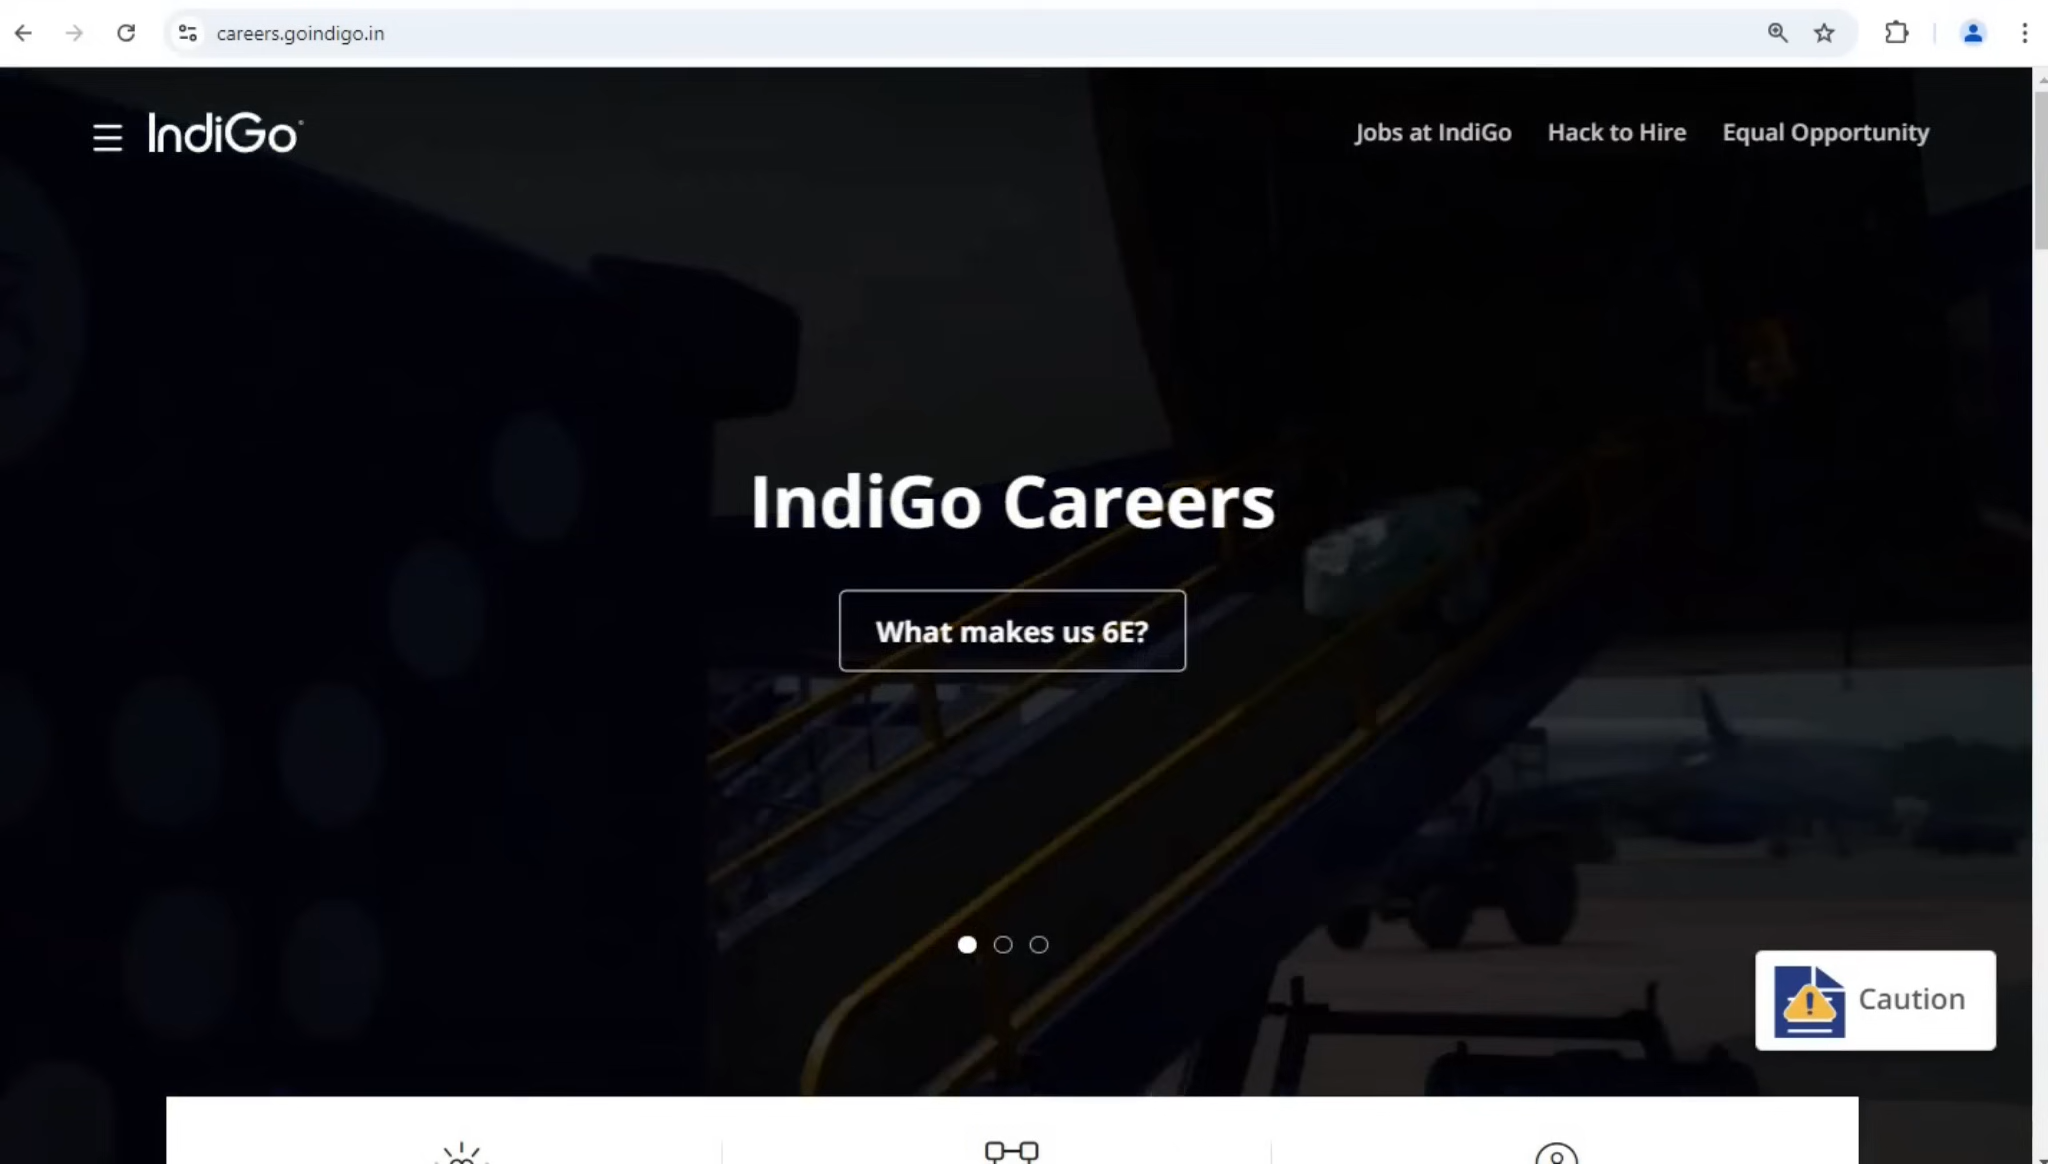 careers.goindigo.in
IndiGo
Jobs at IndiGo
Hack to Hire
Equal Opportunity
IndiGo Careers
What makes us 6E?
Caution